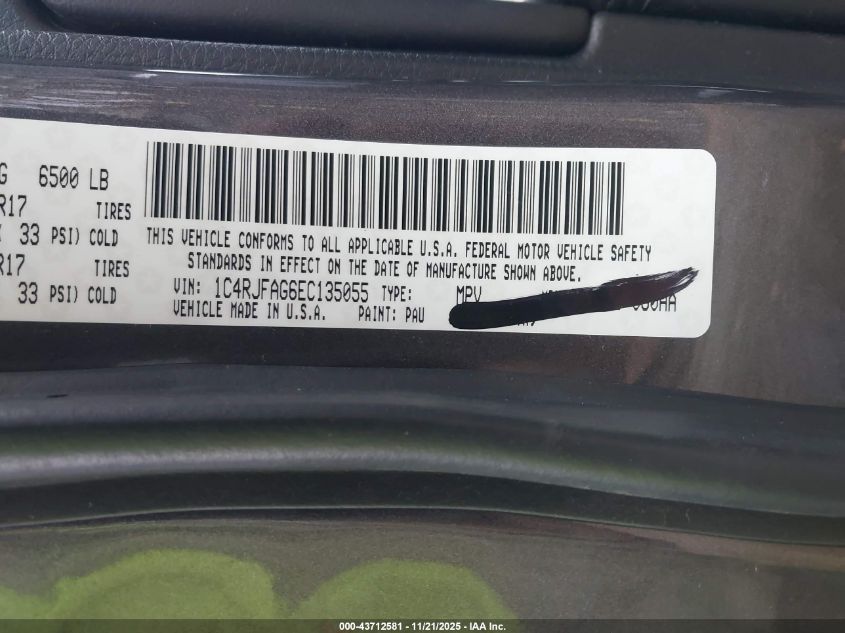 G 6500 LB
R17 TIRES
33 PSI) COLD
R17 TIRES
33 PSI) COLD
THIS VEHICLE CONFORMS TO ALL APPLICABLE U.S.A. FEDERAL MOTOR VEHICLE SAFETY
STANDARDS IN EFFECT ON THE DATE OF MANUFACTURE SHOWN ABOVE.
VIN: 1C4RJFAG6EC135055 TYPE: MPV
VEHICLE MADE IN U.S.A. PAINT: PAU
000-43712581 - 11/21/2025 - IAA Inc.